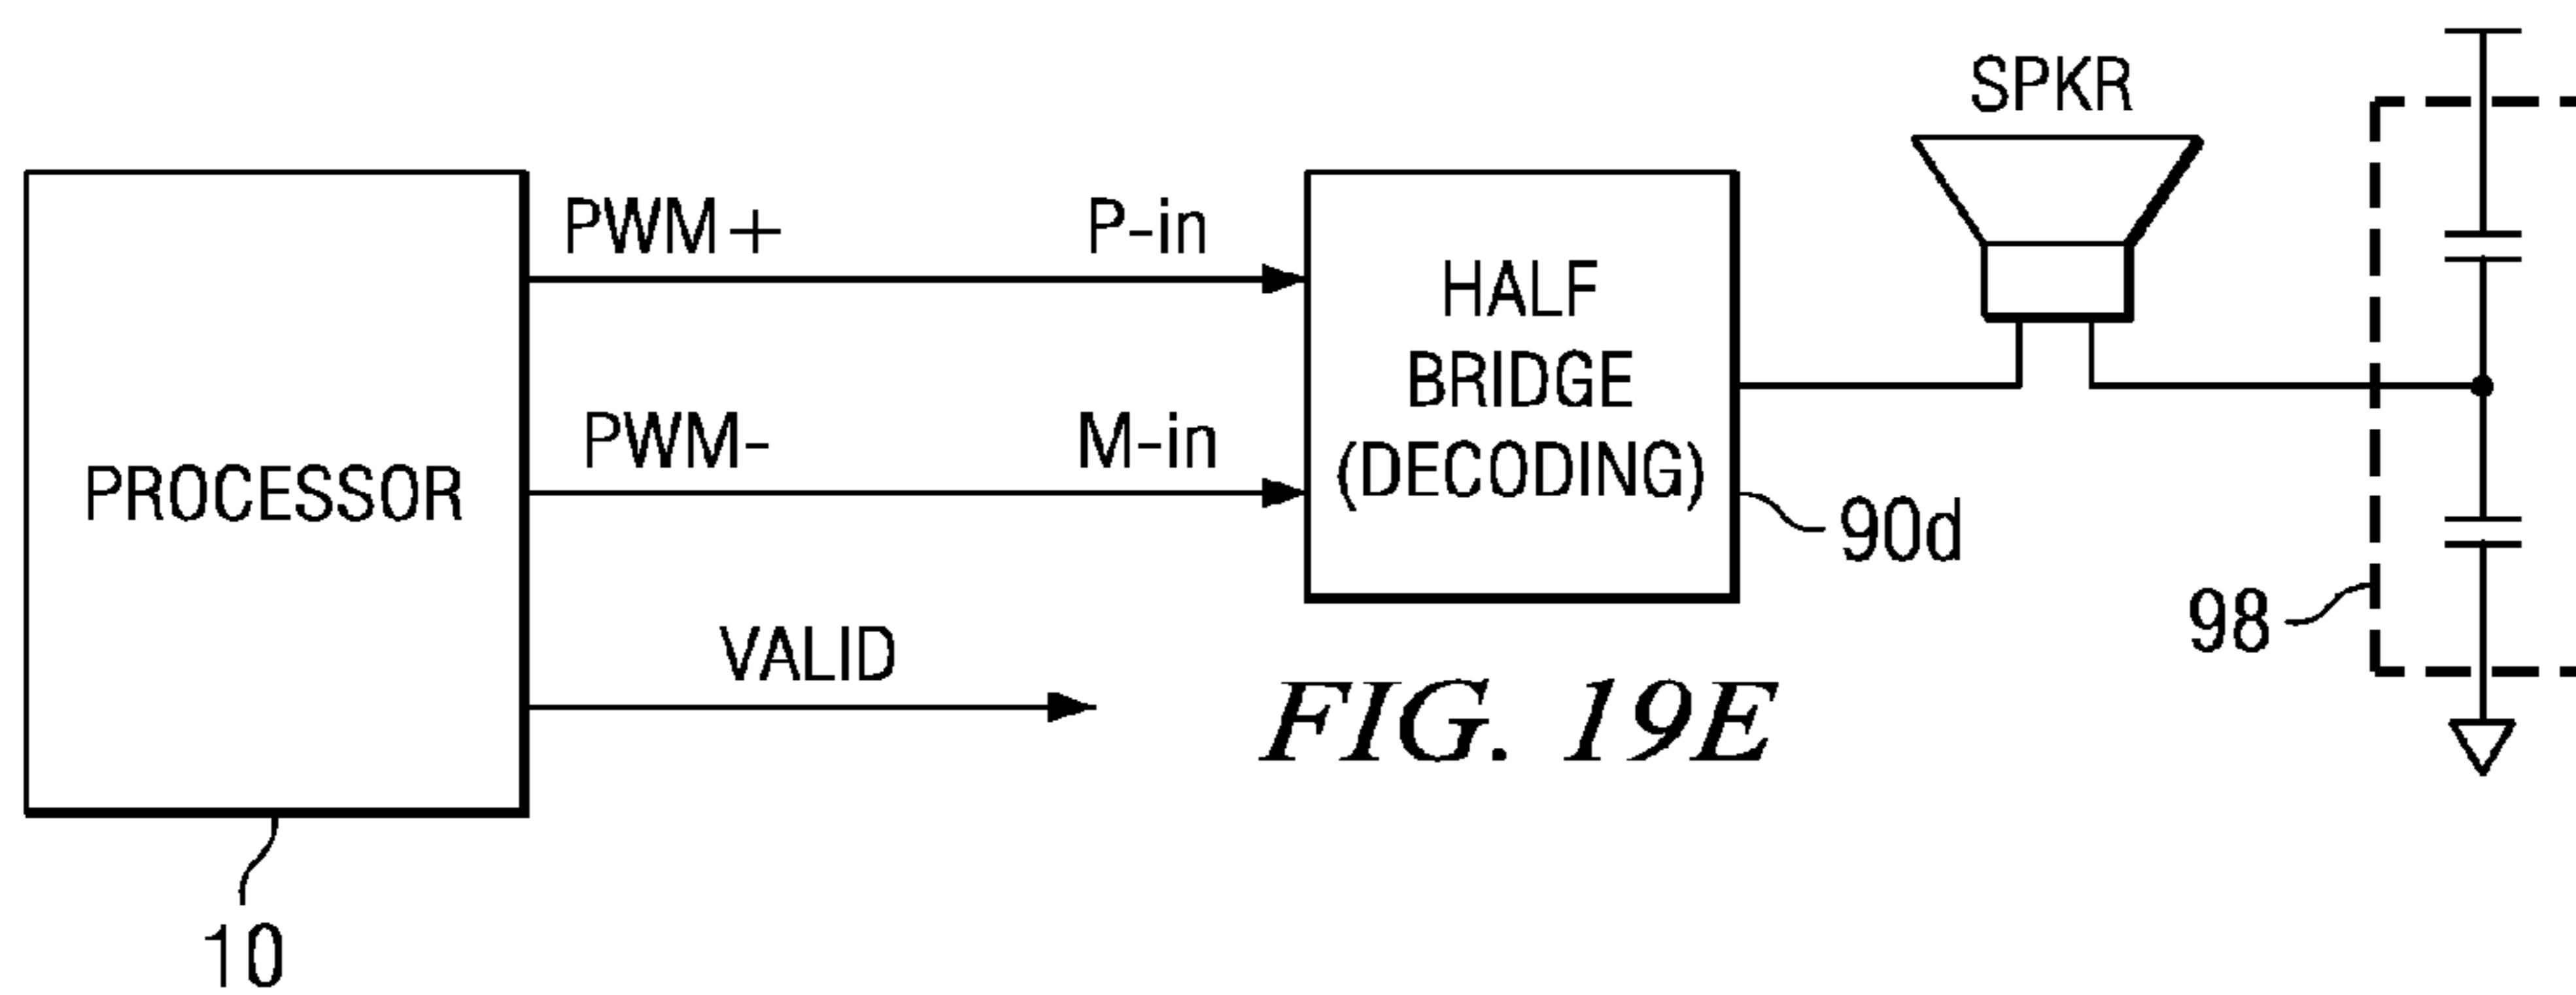 SPKR
PWM+
P-in
HALF
BRIDGE
(DECODING)
PROCESSOR
PWM-
M-in
90d
98
VALID
FIG. 19E
10